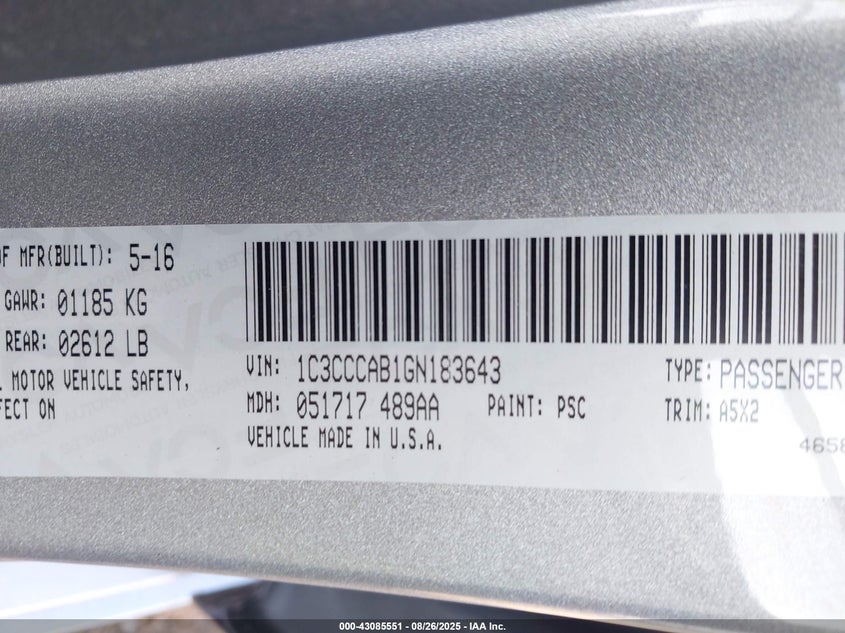 OF MFR(BUILT): 5-16
GAWR: 01185 KG
REAR: 02612 LB
MOTOR VEHICLE SAFETY,
ON
VIN: 1C3CCCAB1GN183643
TYPE: PASSENGER
MDH: 051717 489AA PAINT: PSC
TRIM: A5X2
VEHICLE MADE IN U.S.A.
4658
000-43085551 - 08/26/2025 - IAA Inc.